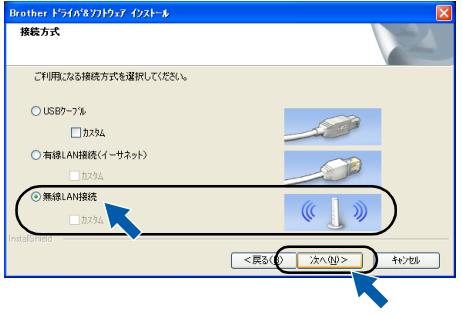 Brother ﾄﾞﾗｲﾊﾞ&ｿﾌﾄｳｪｱ ｲﾝｽﾄｰﾙ
接続方式
ご利用になる接続方式を選択してください。
USBｹｰﾌﾞﾙ
ｶｽﾀﾑ
有線LAN接続(イーサネット)
ｶｽﾀﾑ
無線LAN接続
ｶｽﾀﾑ
InstallShield
<戻る(B) 次へ(N)> ｷｬﾝｾﾙ